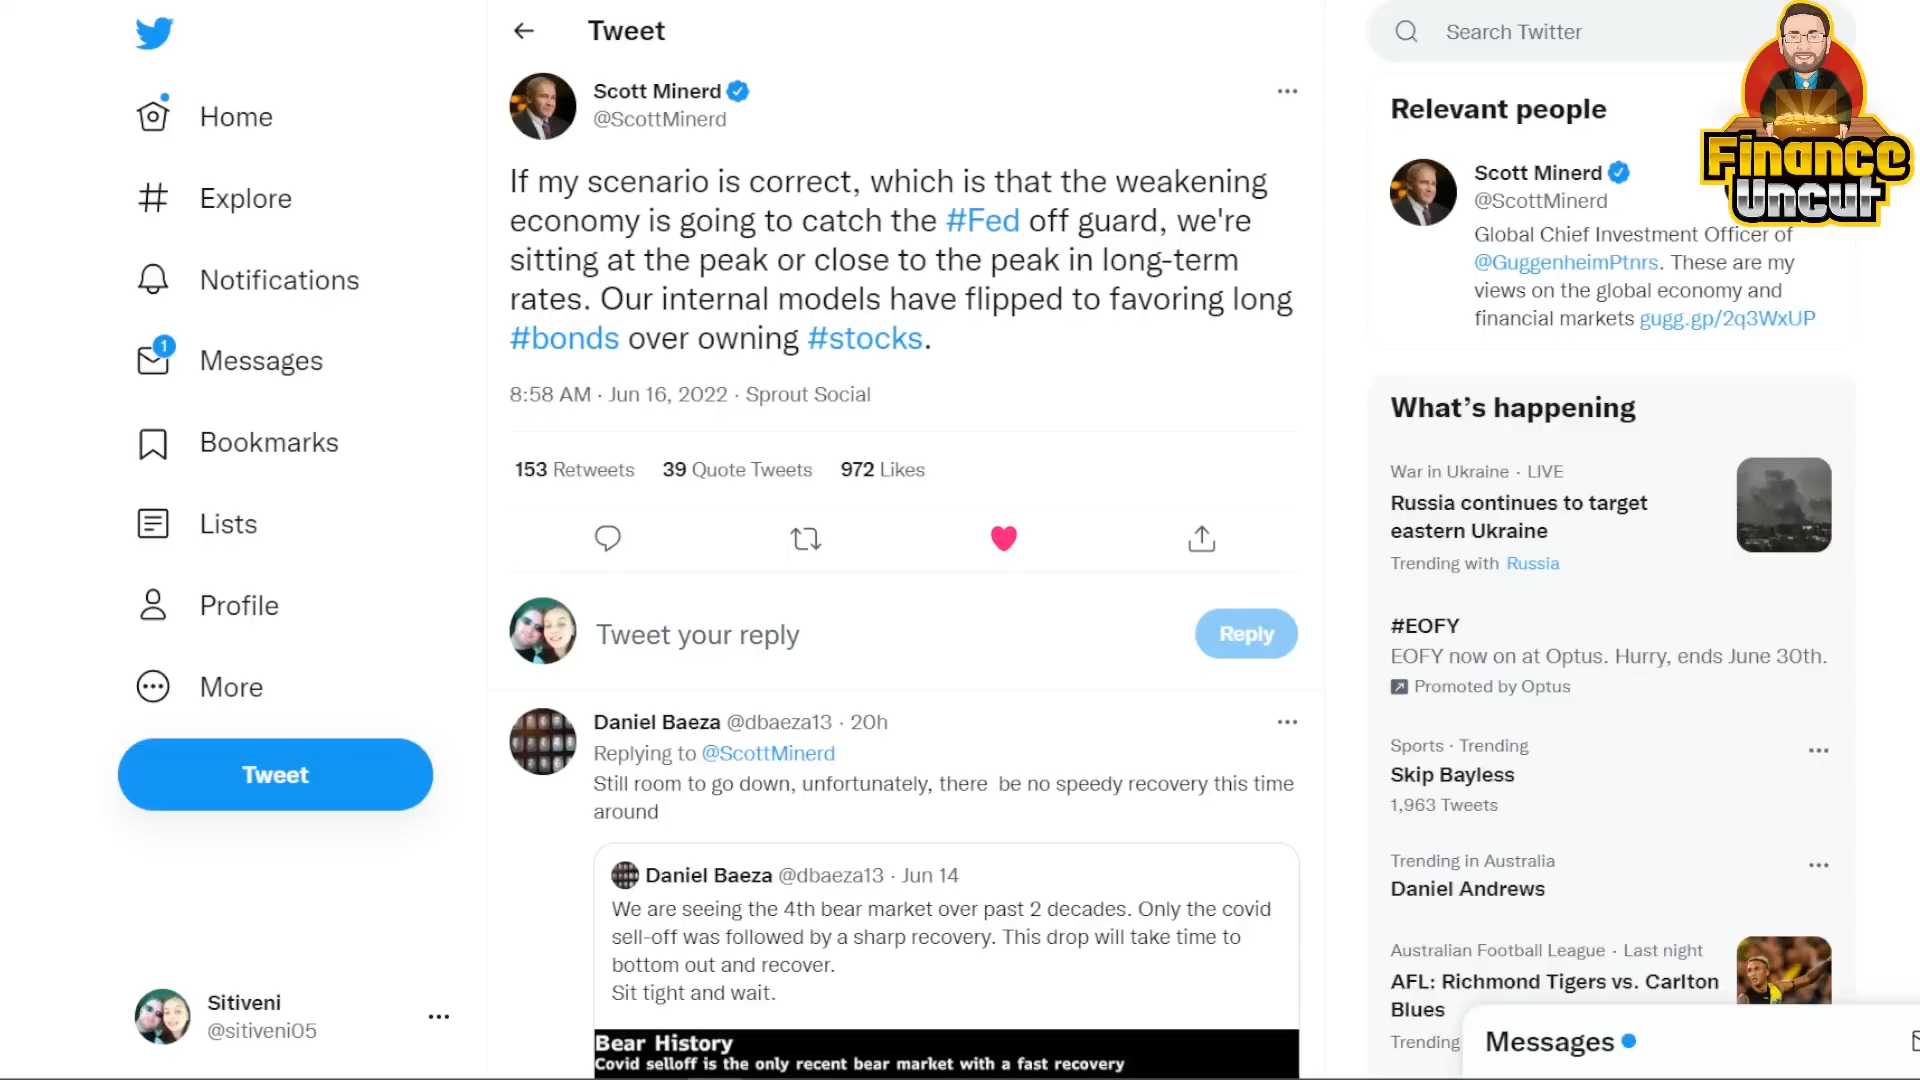 Home
Explore
Notifications
1
Messages
Bookmarks
Lists
Profile
More
Tweet
Sitiveni
@sitiveni05
Tweet
Scott Minerd
@ScottMinerd
If my scenario is correct, which is that the weakening
economy is going to catch the #Fed off guard, we're
sitting at the peak or close to the peak in long-term
rates. Our internal models have flipped to favoring long
#bonds over owning #stocks.
8:58 AM · Jun 16, 2022 · Sprout Social
153 Retweets 39 Quote Tweets 972 Likes
Tweet your reply
Reply
Daniel Baeza @dbaeza13 · 20h
Replying to @ScottMinerd
Still room to go down, unfortunately, there  be no speedy recovery this time
around
Daniel Baeza @dbaeza13 · Jun 14
We are seeing the 4th bear market over past 2 decades. Only the covid
sell-off was followed by a sharp recovery. This drop will take time to
bottom out and recover.
Sit tight and wait.
Bear History
Covid selloff is the only recent bear market with a fast recovery
Search Twitter
Finance
Uncut
Relevant people
Scott Minerd
@ScottMinerd
Global Chief Investment Officer of
@GuggenheimPtnrs. These are my
views on the global economy and
financial markets gugg.gp/2q3WxUP
What's happening
War in Ukraine · LIVE
Russia continues to target
eastern Ukraine
Trending with Russia
#EOFY
EOFY now on at Optus. Hurry, ends June 30th.
Promoted by Optus
Sports · Trending
Skip Bayless
1,963 Tweets
Trending in Australia
Daniel Andrews
Australian Football League · Last night
AFL: Richmond Tigers vs. Carlton
Blues
Trending
Messages